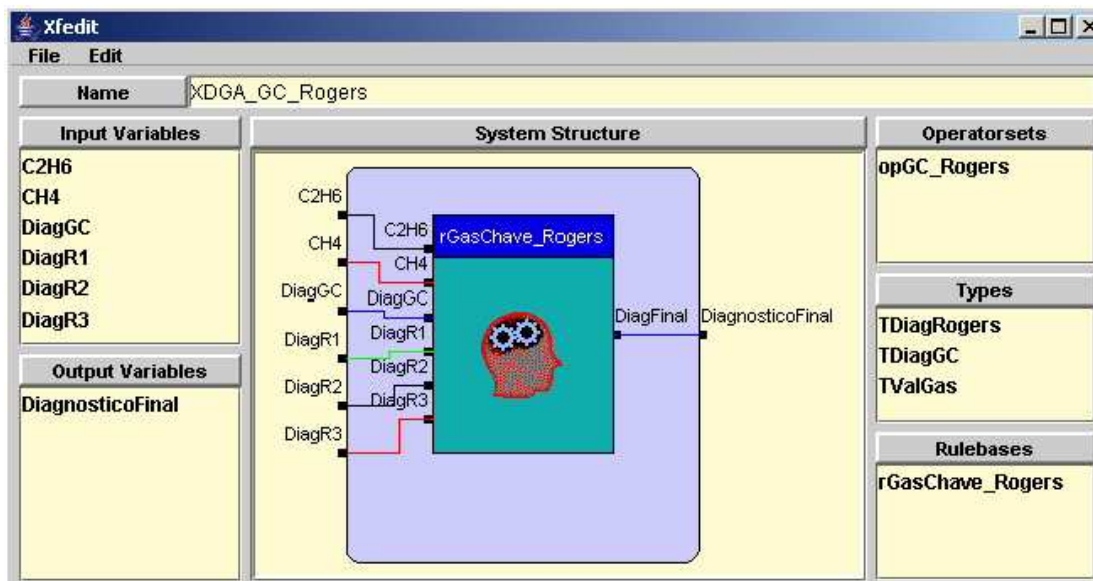 Xfedit
File Edit
Name XDGA_GC_Rogers
Input Variables
C2H6
CH4
DiagGC
DiagR1
DiagR2
DiagR3
Output Variables
DiagnosticoFinal
System Structure
C2H6
CH4
DiagGC
DiagR1
DiagR2
DiagR3
C2H6
CH4
DiagGC
DiagR1
DiagR2
DiagR3
rGasChave_Rogers
DiagFinal
DiagnosticoFinal
Operatorsets
opGC_Rogers
Types
TDiagRogers
TDiagGC
TValGas
Rulebases
rGasChave_Rogers